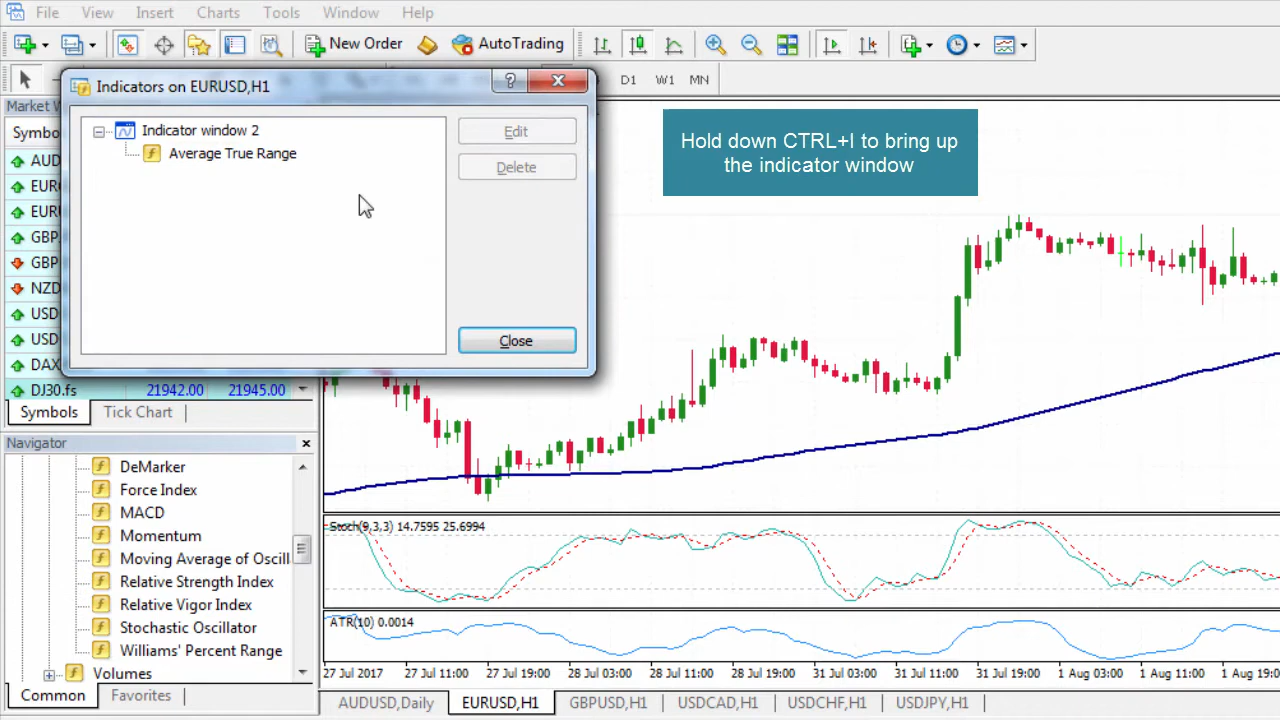 File View Insert Charts Tools Window Help
New Order AutoTrading
D1 W1 MN
Indicators on EURUSD,H1
Indicator window 2
Average True Range
Edit
Delete
Close
Hold down CTRL+I to bring up
the indicator window
Market W
Symbo
AUD
EUR
EUR
GBP
GBP
NZD
USD
USD
DAX
DJ30.fs 21942.00 21945.00
Symbols Tick Chart
Navigator
DeMarker
Force Index
MACD
Momentum
Moving Average of Oscill
Relative Strength Index
Relative Vigor Index
Stochastic Oscillator
Williams' Percent Range
Volumes
Common Favorites
Stoch(9,3,3) 14.7595 25.6994
ATR(10) 0.0014
27 Jul 2017 27 Jul 11:00 27 Jul 19:00 28 Jul 03:00 28 Jul 11:00 28 Jul 19:00 31 Jul 03:00 31 Jul 11:00 31 Jul 19:00 1 Aug 03:00 1 Aug 11:00 1 Aug 19:0
AUDUSD,Daily EURUSD,H1 GBPUSD,H1 USDCAD,H1 USDCHF,H1 USDJPY,H1